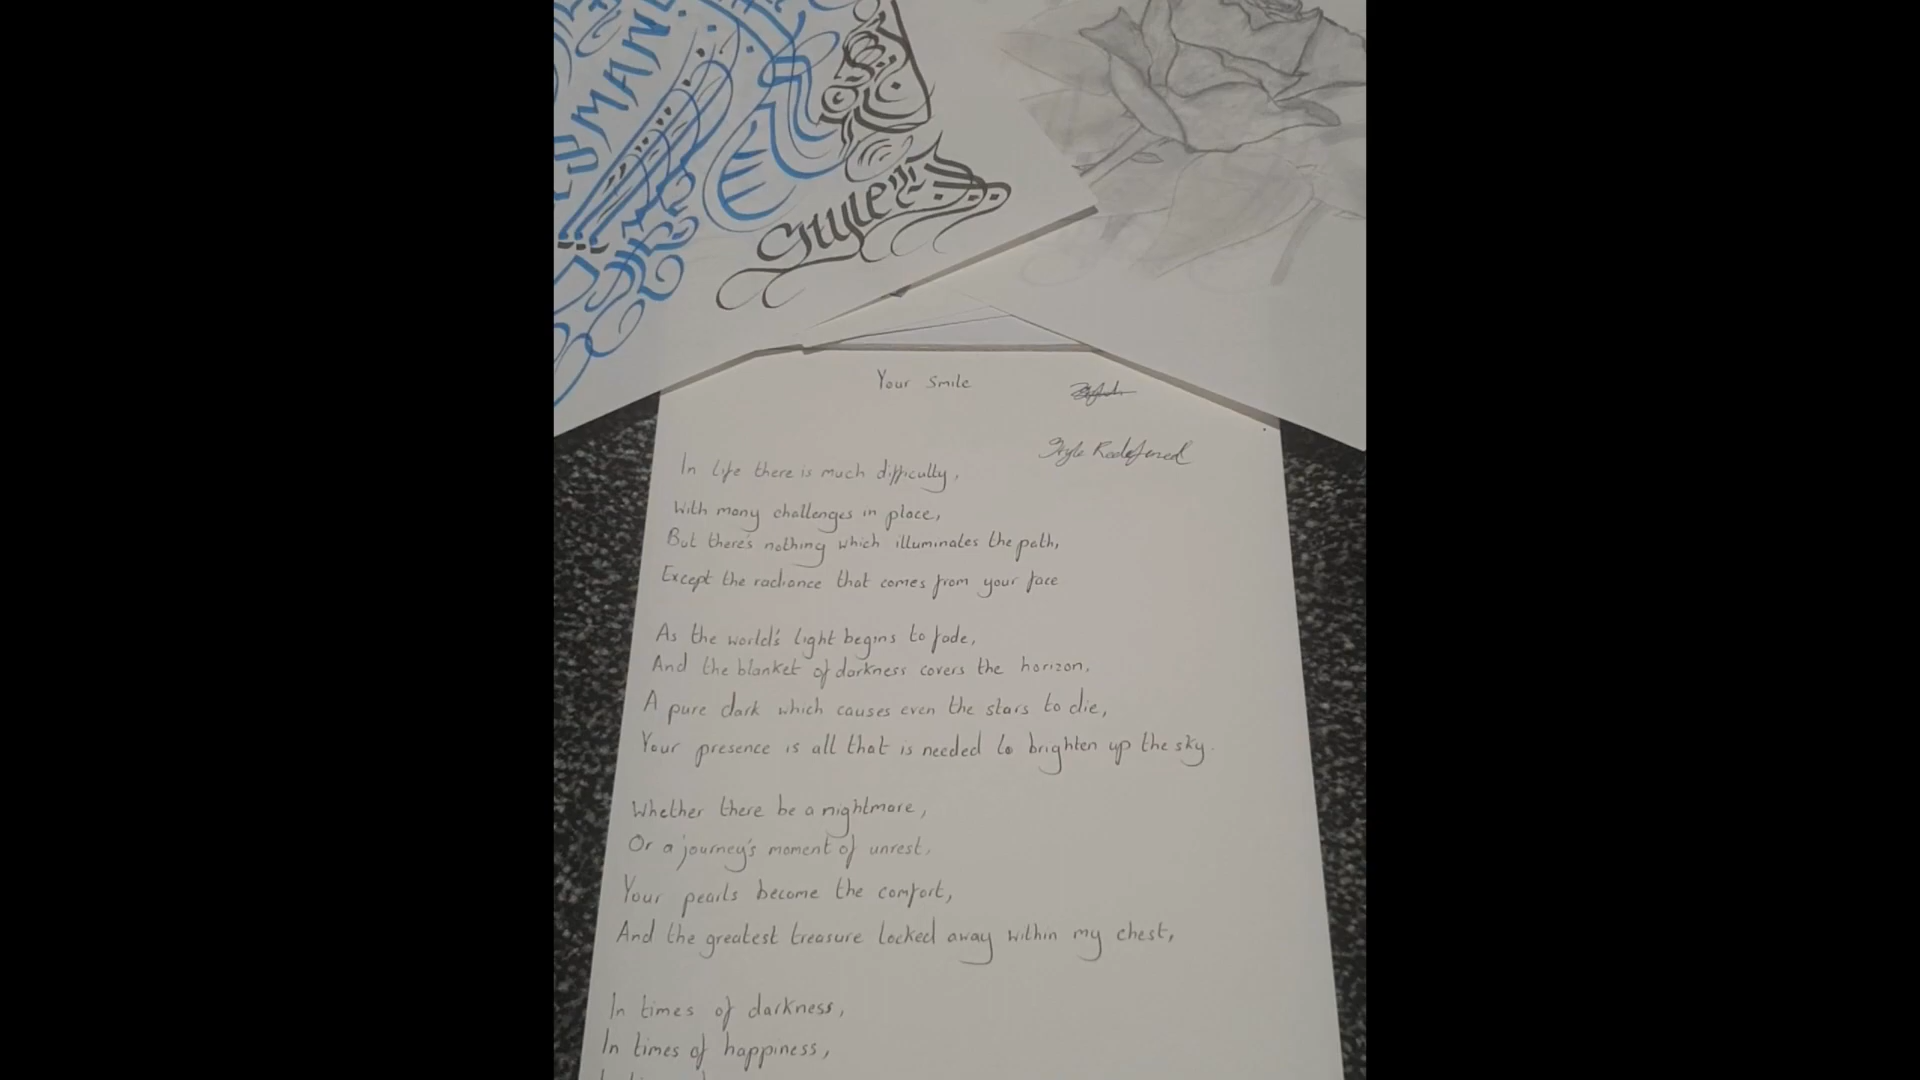 Your Smile
Style Redefined
In life there is much difficulty,
With many challenges in place,
But there's nothing which illuminates the path,
Except the radiance that comes from your face
As the world's light begins to fade,
And the blanket of darkness covers the horizon.
A pure dark which causes even the stars to die,
Your presence is all that is needed to brighten up the sky.
Whether there be a nightmare,
Or a journey's moment of unrest,
Your pearls become the comfort,
And the greatest treasure locked away within my chest,
In times of darkness,
In times of happiness,